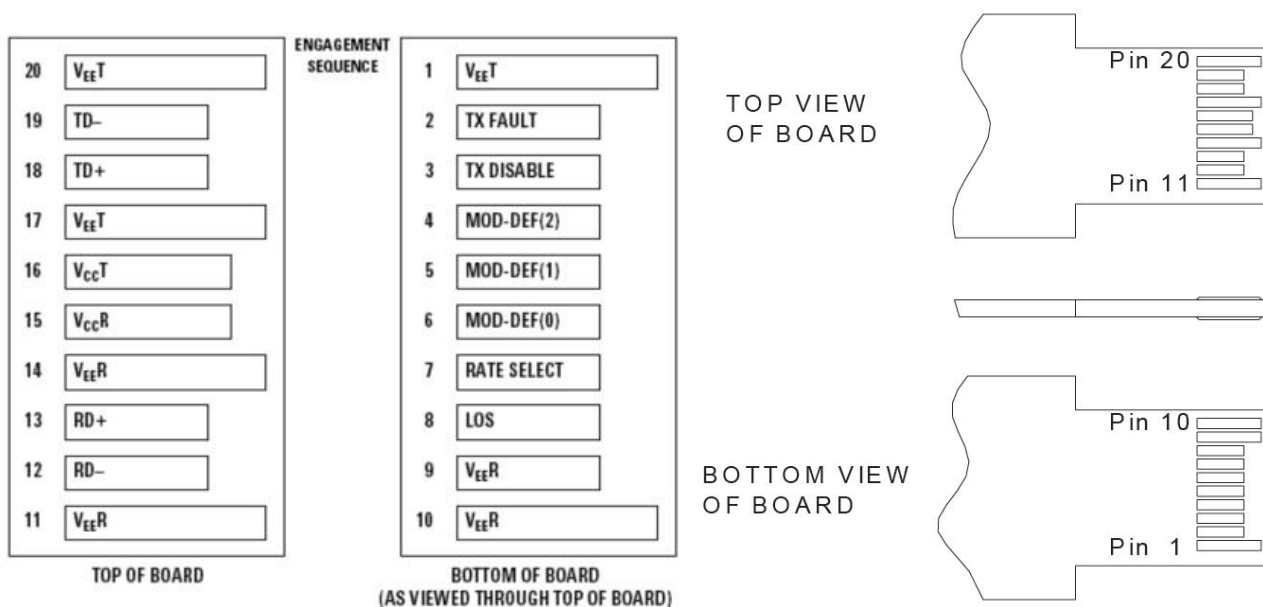 ENGAGEMENT
SEQUENCE
20 VEET
19 TD–
18 TD+
17 VEET
16 VCCT
15 VCCR
14 VEER
13 RD+
12 RD–
11 VEER
TOP OF BOARD
1 VEET
2 TX FAULT
3 TX DISABLE
4 MOD-DEF(2)
5 MOD-DEF(1)
6 MOD-DEF(0)
7 RATE SELECT
8 LOS
9 VEER
10 VEER
BOTTOM OF BOARD
(AS VIEWED THROUGH TOP OF BOARD)
TOP VIEW
OF BOARD
Pin 20
Pin 11
BOTTOM VIEW
OF BOARD
Pin 10
Pin 1